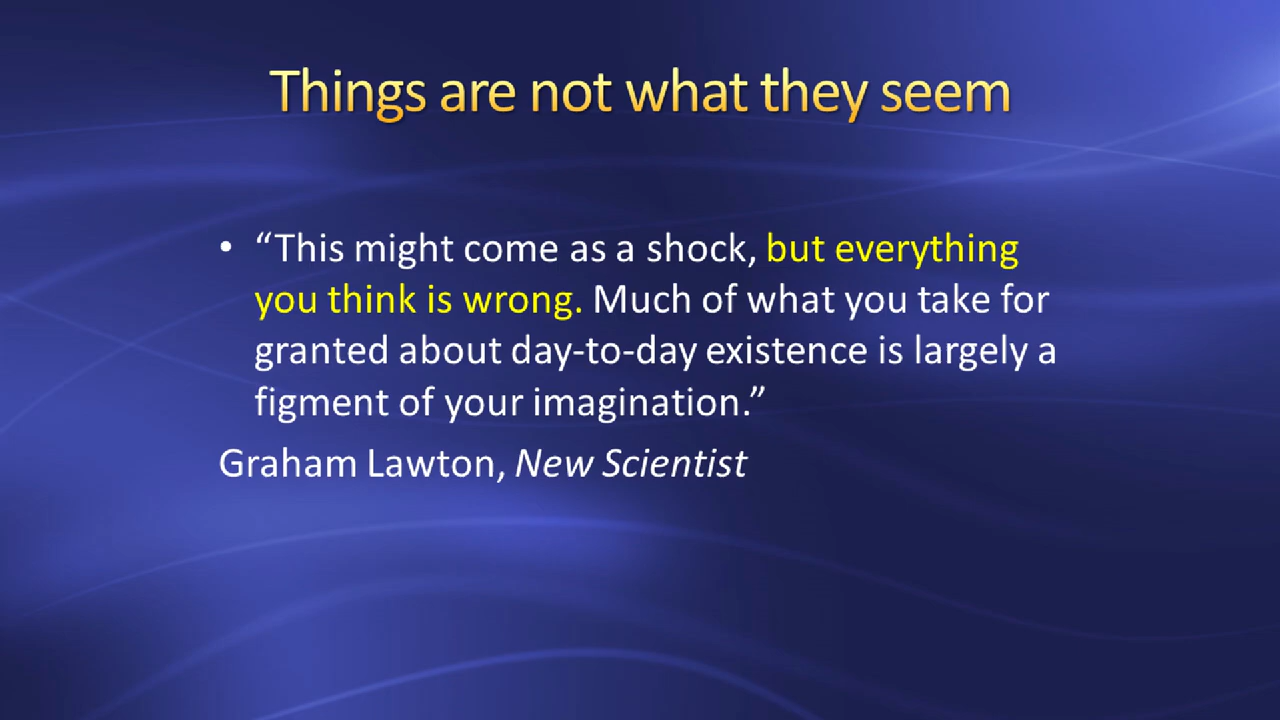 Things are not what they seem
• “This might come as a shock, but everything
you think is wrong. Much of what you take for
granted about day-to-day existence is largely a
figment of your imagination.”
Graham Lawton, New Scientist